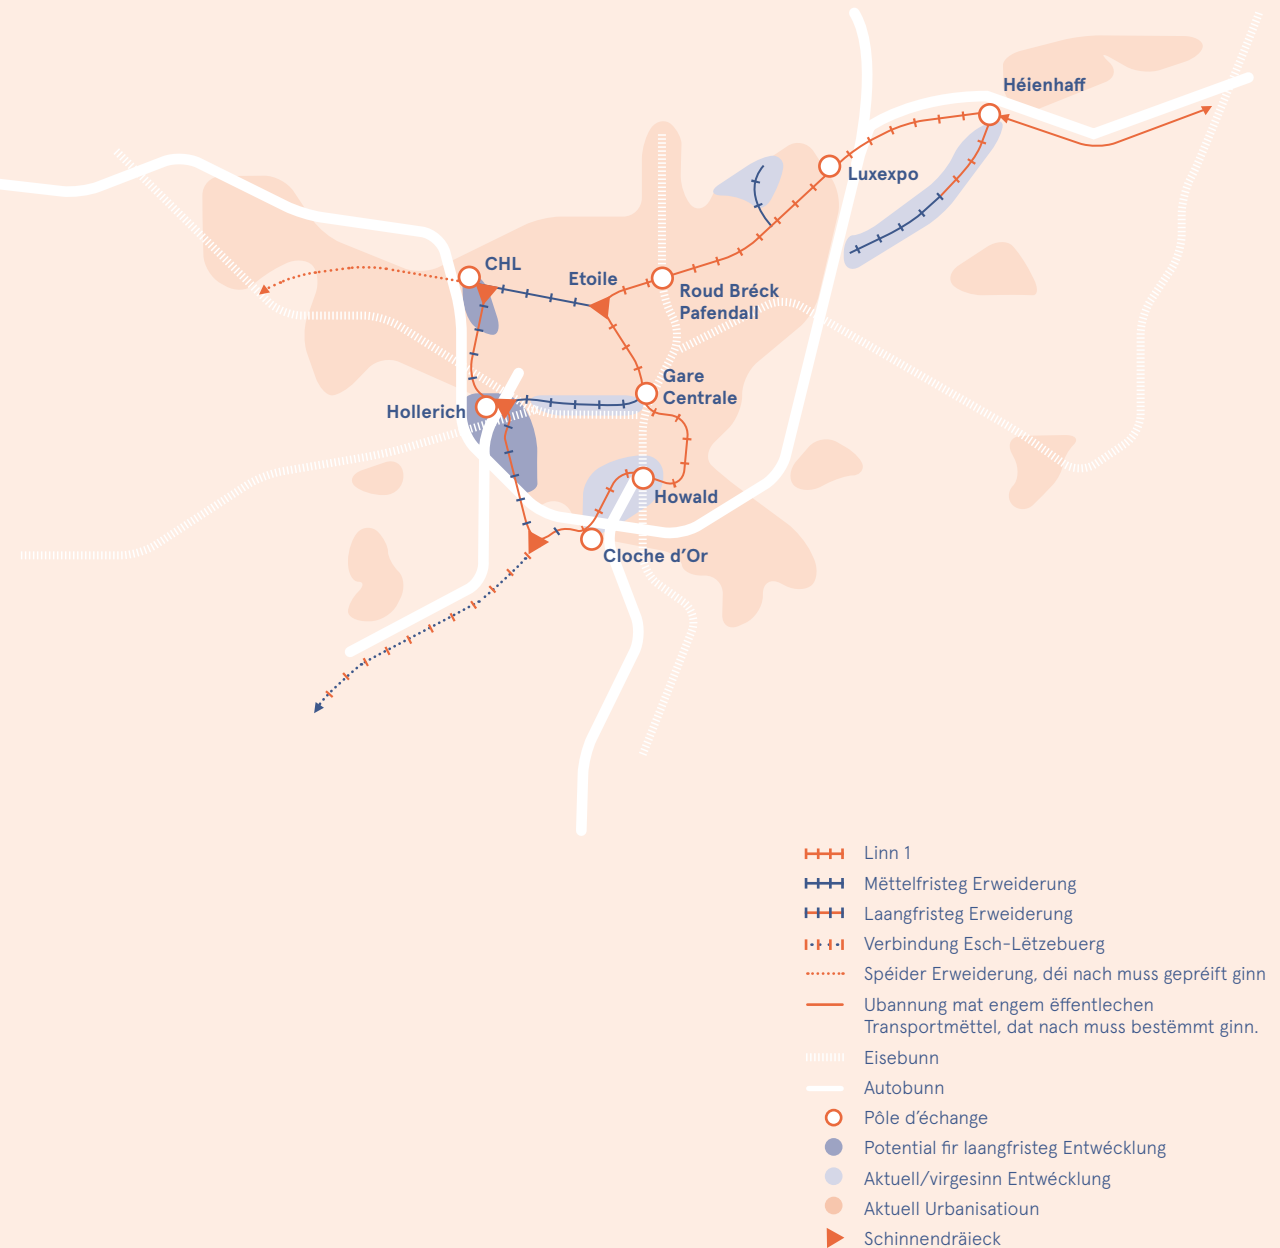 Héienhaff
Luxexpo
CHL
Etoile
Roud Bréck
Pafendall
Gare
Centrale
Hollerich
Howald
Cloche d’Or
Linn 1
Mëttelfristeg Erweiderung
Laangfristeg Erweiderung
Verbindung Esch-Lëtzebuerg
Spéider Erweiderung, déi nach muss gepréift ginn
Ubannung mat engem ëffentlechen
Transportmëttel, dat nach muss bestëmmt ginn.
Eisebunn
Autobunn
Pôle d’échange
Potential fir laangfristeg Entwécklung
Aktuell/virgesinn Entwécklung
Aktuell Urbanisatioun
Schinnendräieck